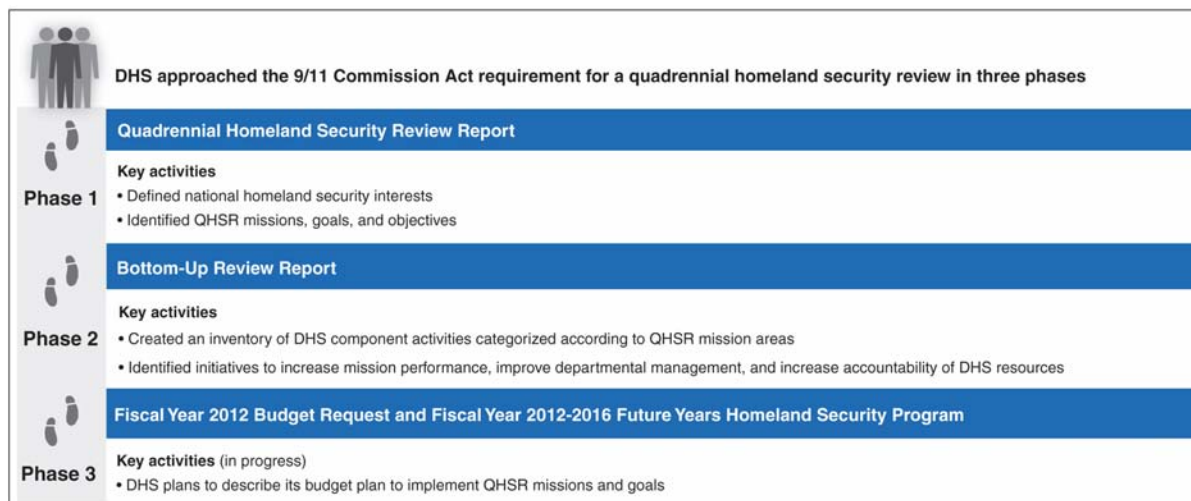 DHS approached the 9/11 Commission Act requirement for a quadrennial homeland security review in three phases
Phase 1
Quadrennial Homeland Security Review Report
Key activities
• Defined national homeland security interests
• Identified QHSR missions, goals, and objectives
Phase 2
Bottom-Up Review Report
Key activities
• Created an inventory of DHS component activities categorized according to QHSR mission areas
• Identified initiatives to increase mission performance, improve departmental management, and increase accountability of DHS resources
Phase 3
Fiscal Year 2012 Budget Request and Fiscal Year 2012-2016 Future Years Homeland Security Program
Key activities (in progress)
• DHS plans to describe its budget plan to implement QHSR missions and goals